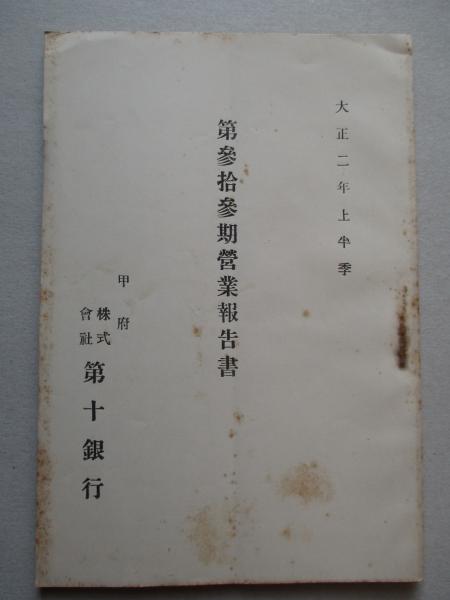 大正二年上半季
第參拾參期營業報告書
甲府
株式會社第十銀行